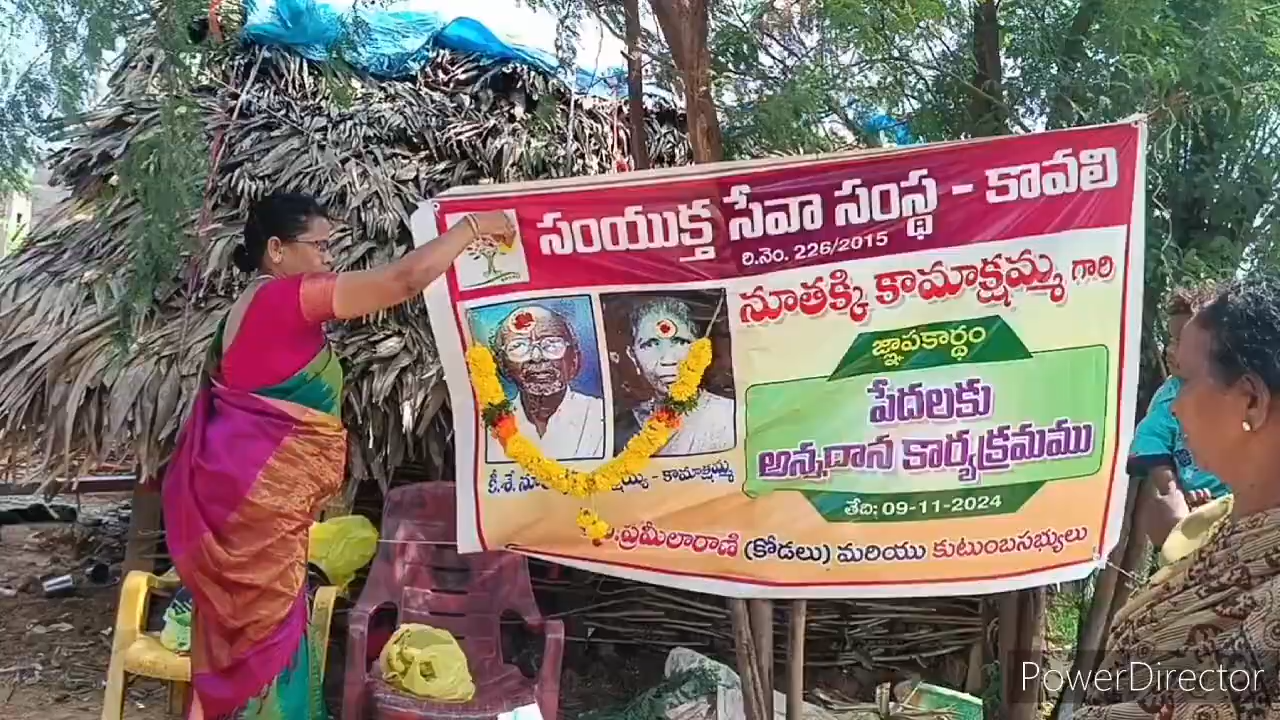 సంయుక్త సేవా సంస్థ - కావలి
రి.నెం. 226/2015
నూతక్కి కామాక్షమ్మ గారి
జ్ఞాపకార్థం
పేదలకు
అన్నదాన కార్యక్రమము
తేది: 09-11-2024
కీ.శే. - కామాక్షమ్మ
ప్రమీలారాణి (కోడలు) మరియు కుటుంబసభ్యులు
PowerDirector